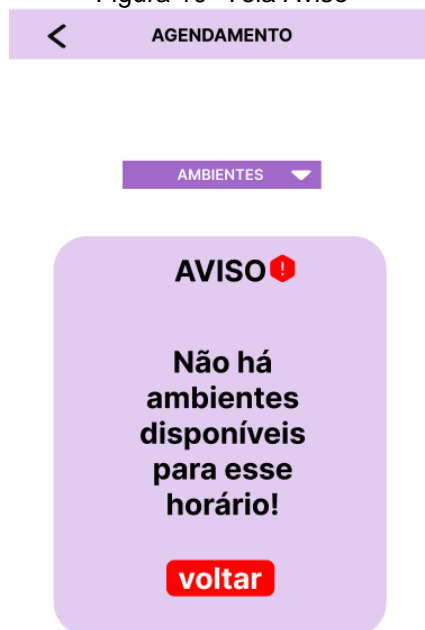 AGENDAMENTO
AMBIENTES
AVISO
Não há
ambientes
disponíveis
para esse
horário!
voltar